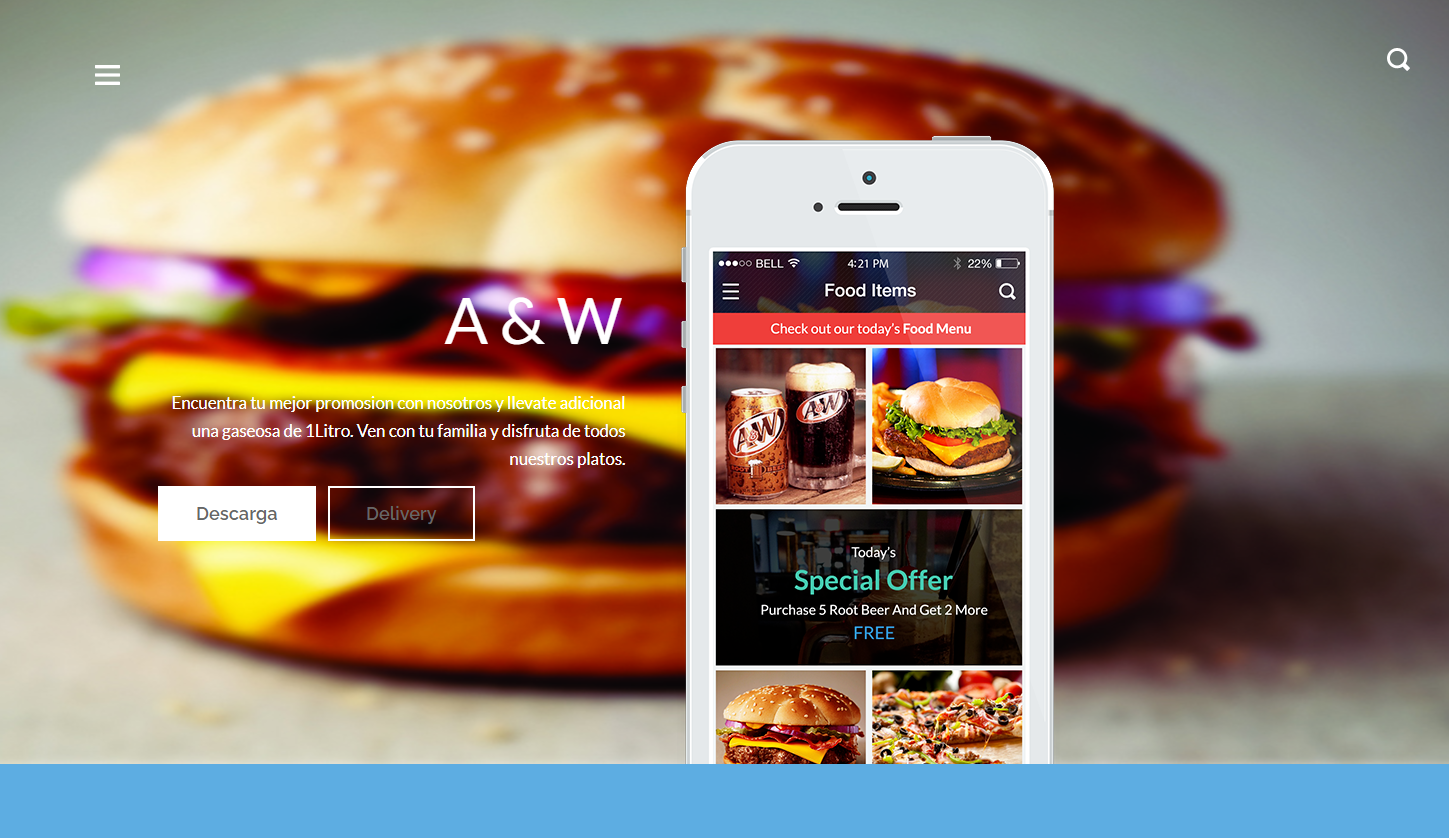 A & W
Encuentra tu mejor promosion con nosotros y llevate adicional
una gaseosa de 1Litro. Ven con tu familia y disfruta de todos
nuestros platos.
Descarga
Delivery
BELL 4:21 PM 22%
Food Items
Check out our today's Food Menu
A&W
A&W
Today's
Special Offer
Purchase 5 Root Beer And Get 2 More
FREE